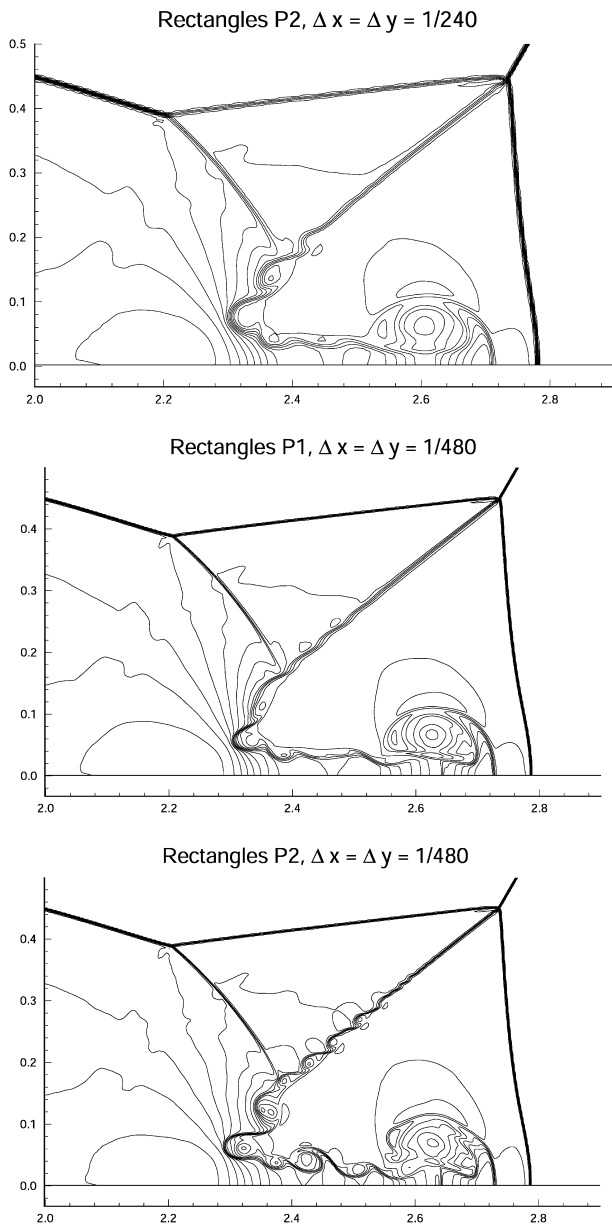 Rectangles P2, Δ x = Δ y = 1/240
0.5
0.4
0.3
0.2
0.1
0.0
2.0 2.2 2.4 2.6 2.8
Rectangles P1, Δ x = Δ y = 1/480
0.4
0.3
0.2
0.1
0.0
2.0 2.2 2.4 2.6 2.8
Rectangles P2, Δ x = Δ y = 1/480
0.4
0.3
0.2
0.1
0.0
2.0 2.2 2.4 2.6 2.8